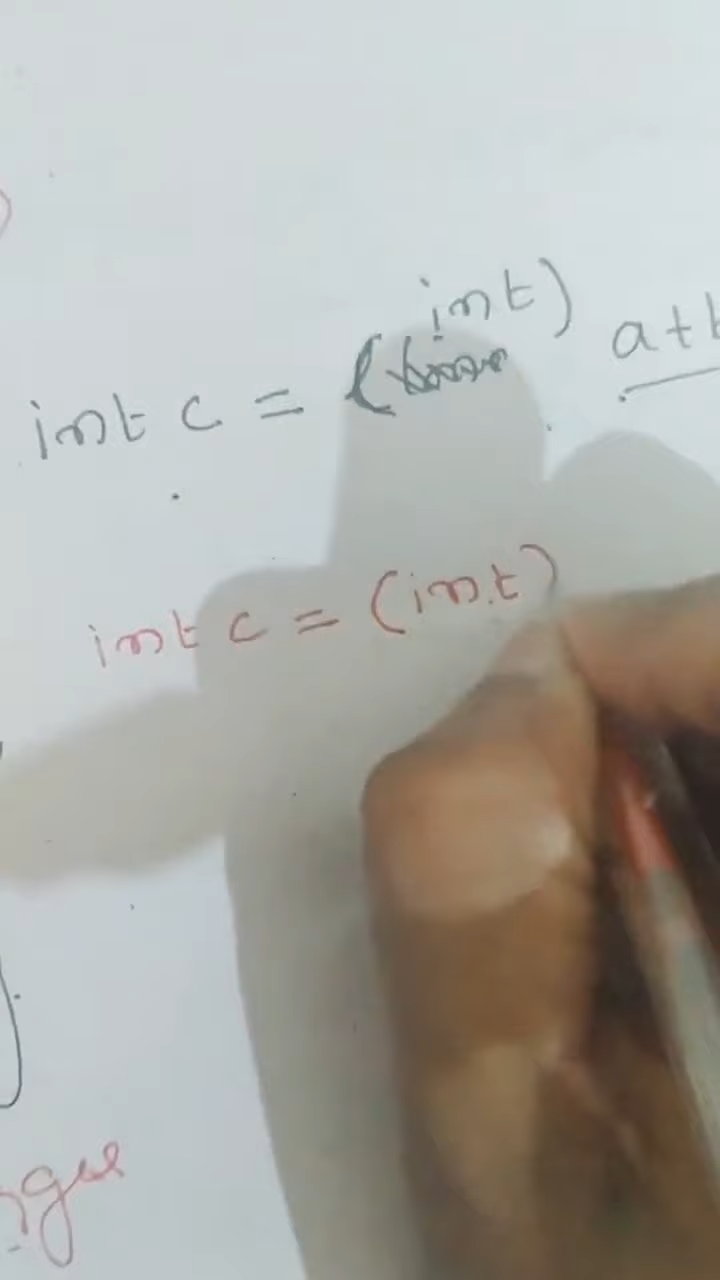 int c = (int) a+b
int c = (int)